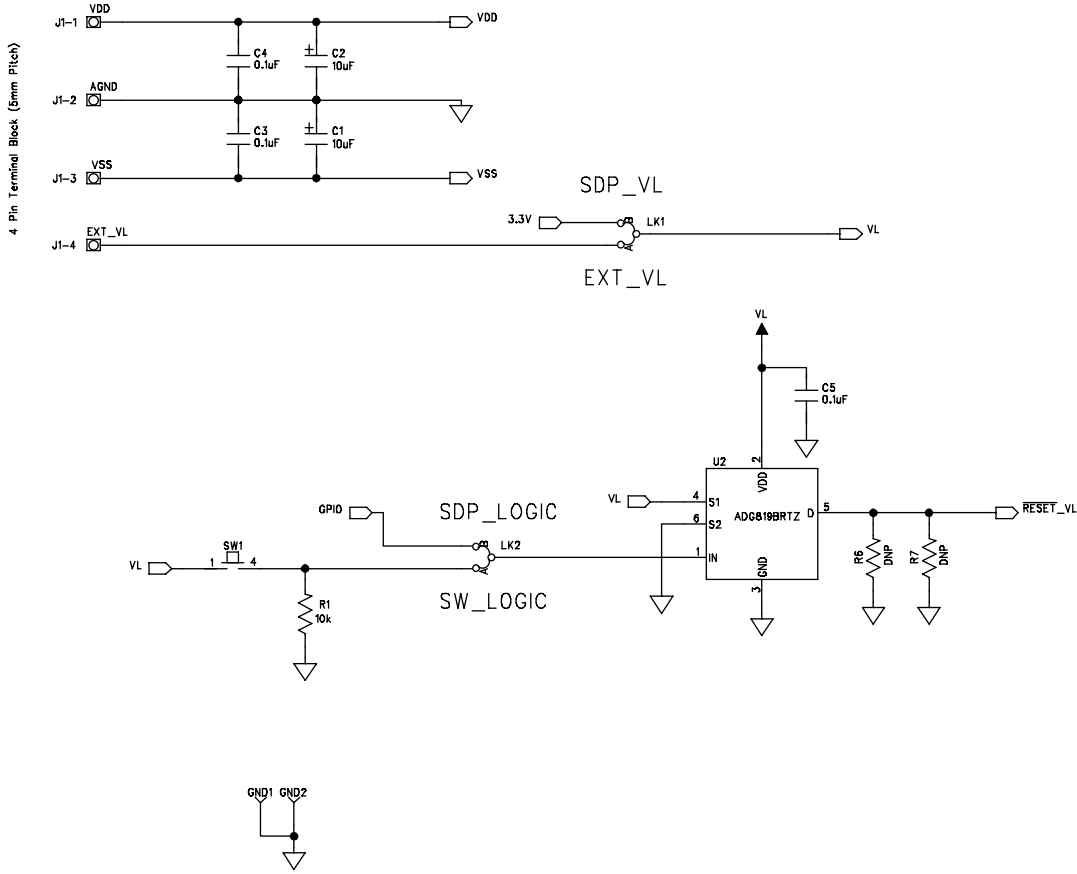 4 Pin Terminal Block (5mm Pitch)
J1-1 VDD
VDD
C4
0.1uF
+ C2
10uF
J1-2 AGND
C3
0.1uF
+ C1
10uF
J1-3 VSS
VSS
SDP_VL
3.3V
B
LK1
VL
J1-4 EXT_VL
A
EXT_VL
VL
C5
0.1uF
U2
2
VDD
VL
4
S1
ADG819BRTZ
D
5
RESET_VL
6
S2
1
IN
GND
3
R6
DNP
R7
DNP
GPIO
SDP_LOGIC
B
LK2
A
SW_LOGIC
VL
1
SW1
4
R1
10k
GND1 GND2